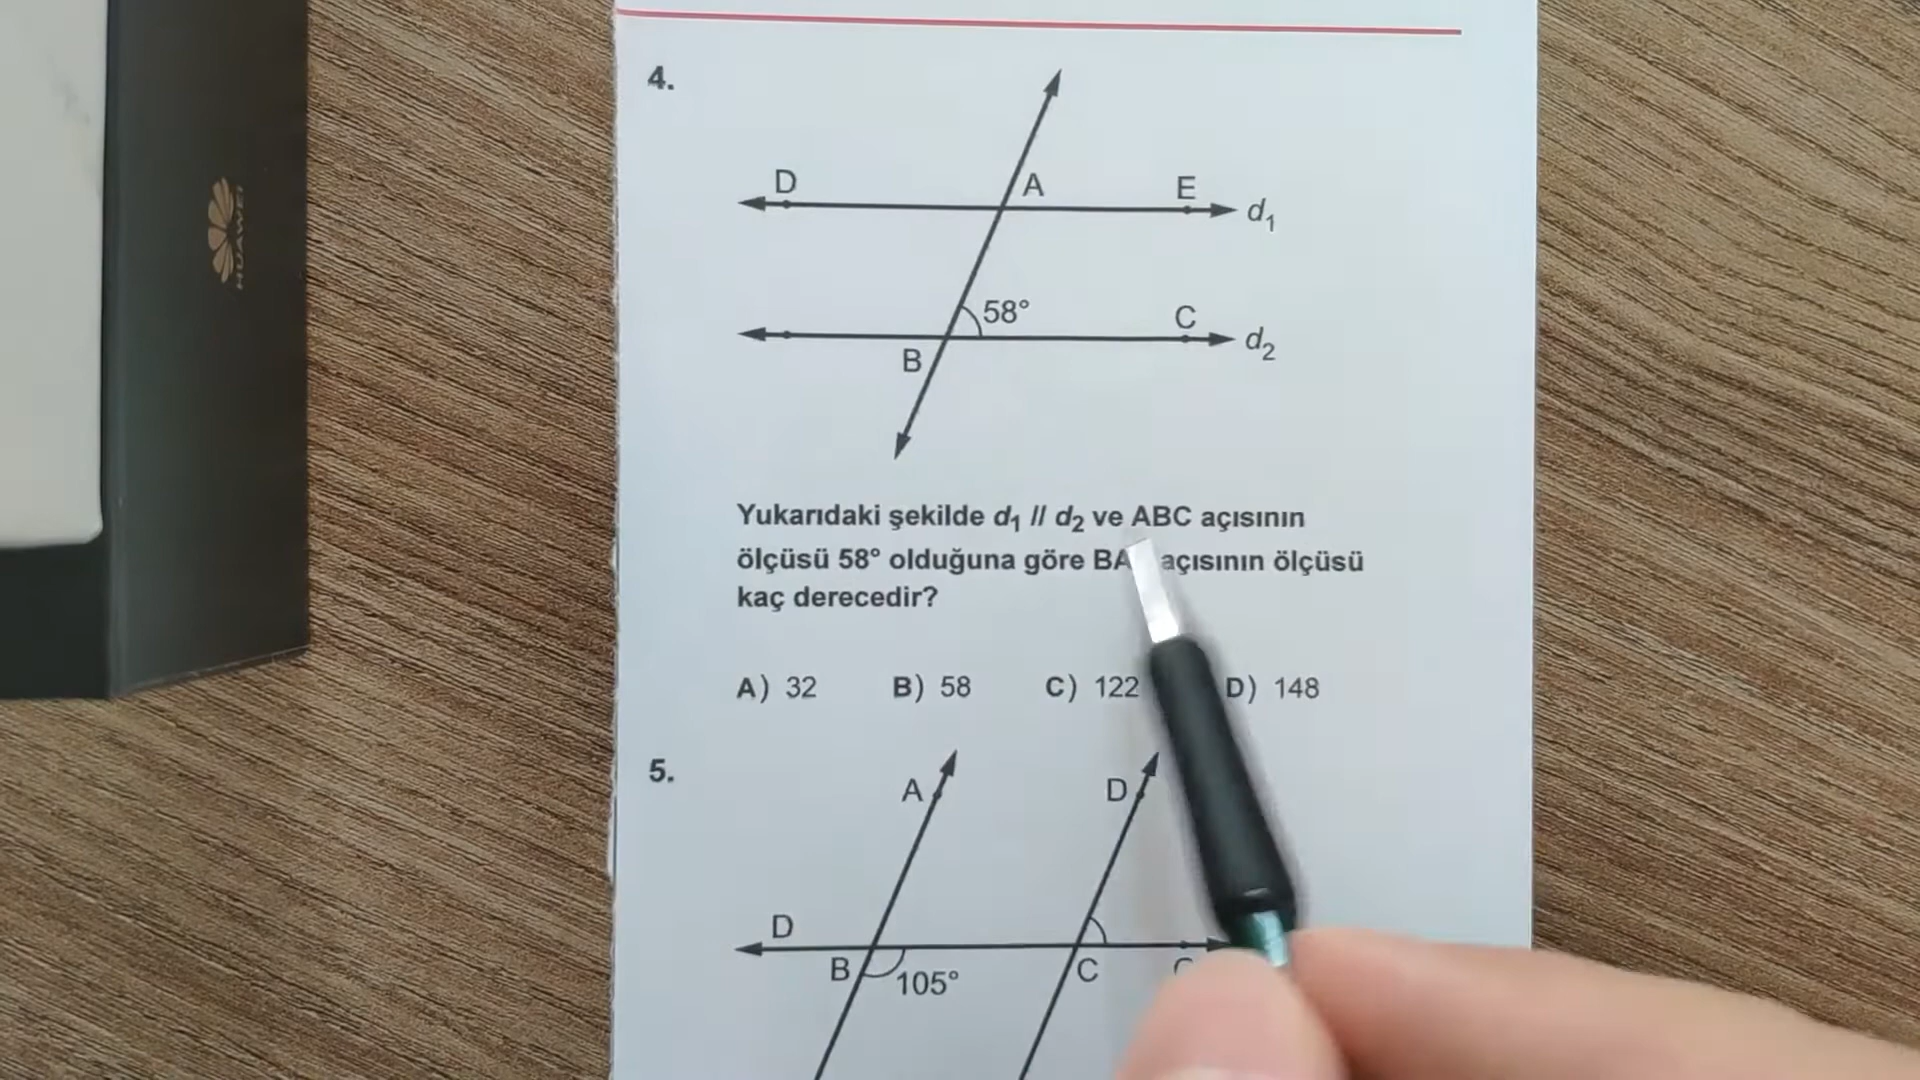 HUAWEI
4.
D
A
E
d₁
58°
C
d₂
B
Yukarıdaki şekilde d₁ // d₂ ve ABC açısının
ölçüsü 58° olduğuna göre açısının ölçüsü
kaç derecedir?
A) 32 B) 58 C) 122 D) 148
5.
A
D
D
B
105°
C